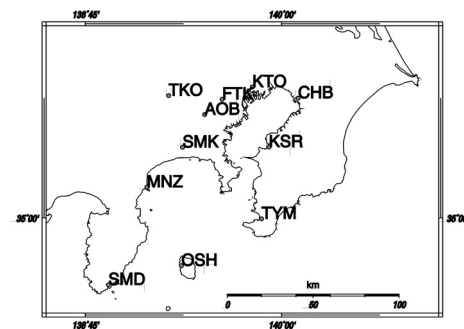 138°45' 140°00'
KTO
TKO FTK CHB
AOB
SMK KSR
MNZ
35°00' TYM 35°00'
OSH
SMD
km
0 50 100
138°45' 140°00'